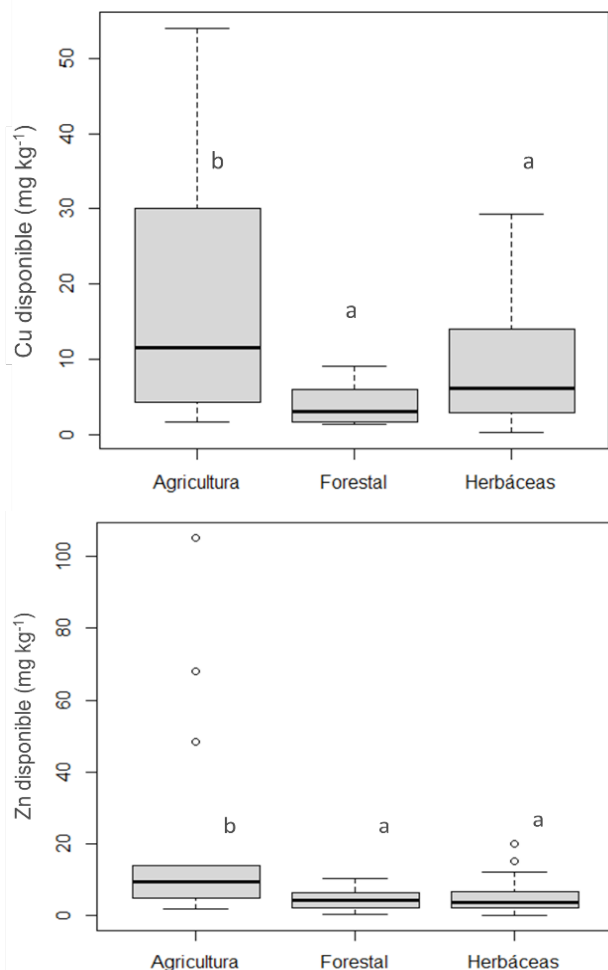 Cu disponible (mg kg⁻¹)
50
40
30
20
10
0
b
a
a
Agricultura Forestal Herbáceas
Zn disponible (mg kg⁻¹)
100
80
60
40
20
0
b
a
a
Agricultura Forestal Herbáceas